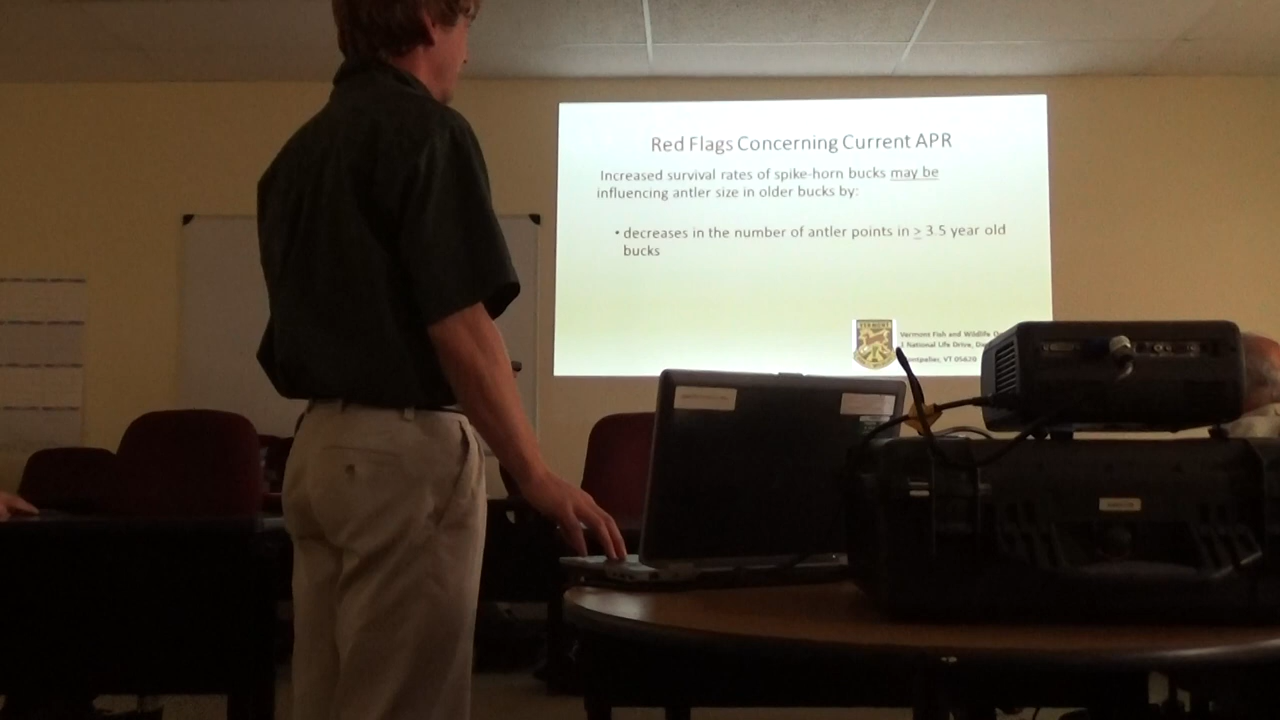 Red Flags Concerning Current APR
Increased survival rates of spike-horn bucks may be
influencing antler size in older bucks by:
• decreases in the number of antler points in ≥ 3.5 year old
bucks
VERMONT
Vermont Fish and Wildlife
1 National Life Drive,
Montpelier, VT 05620